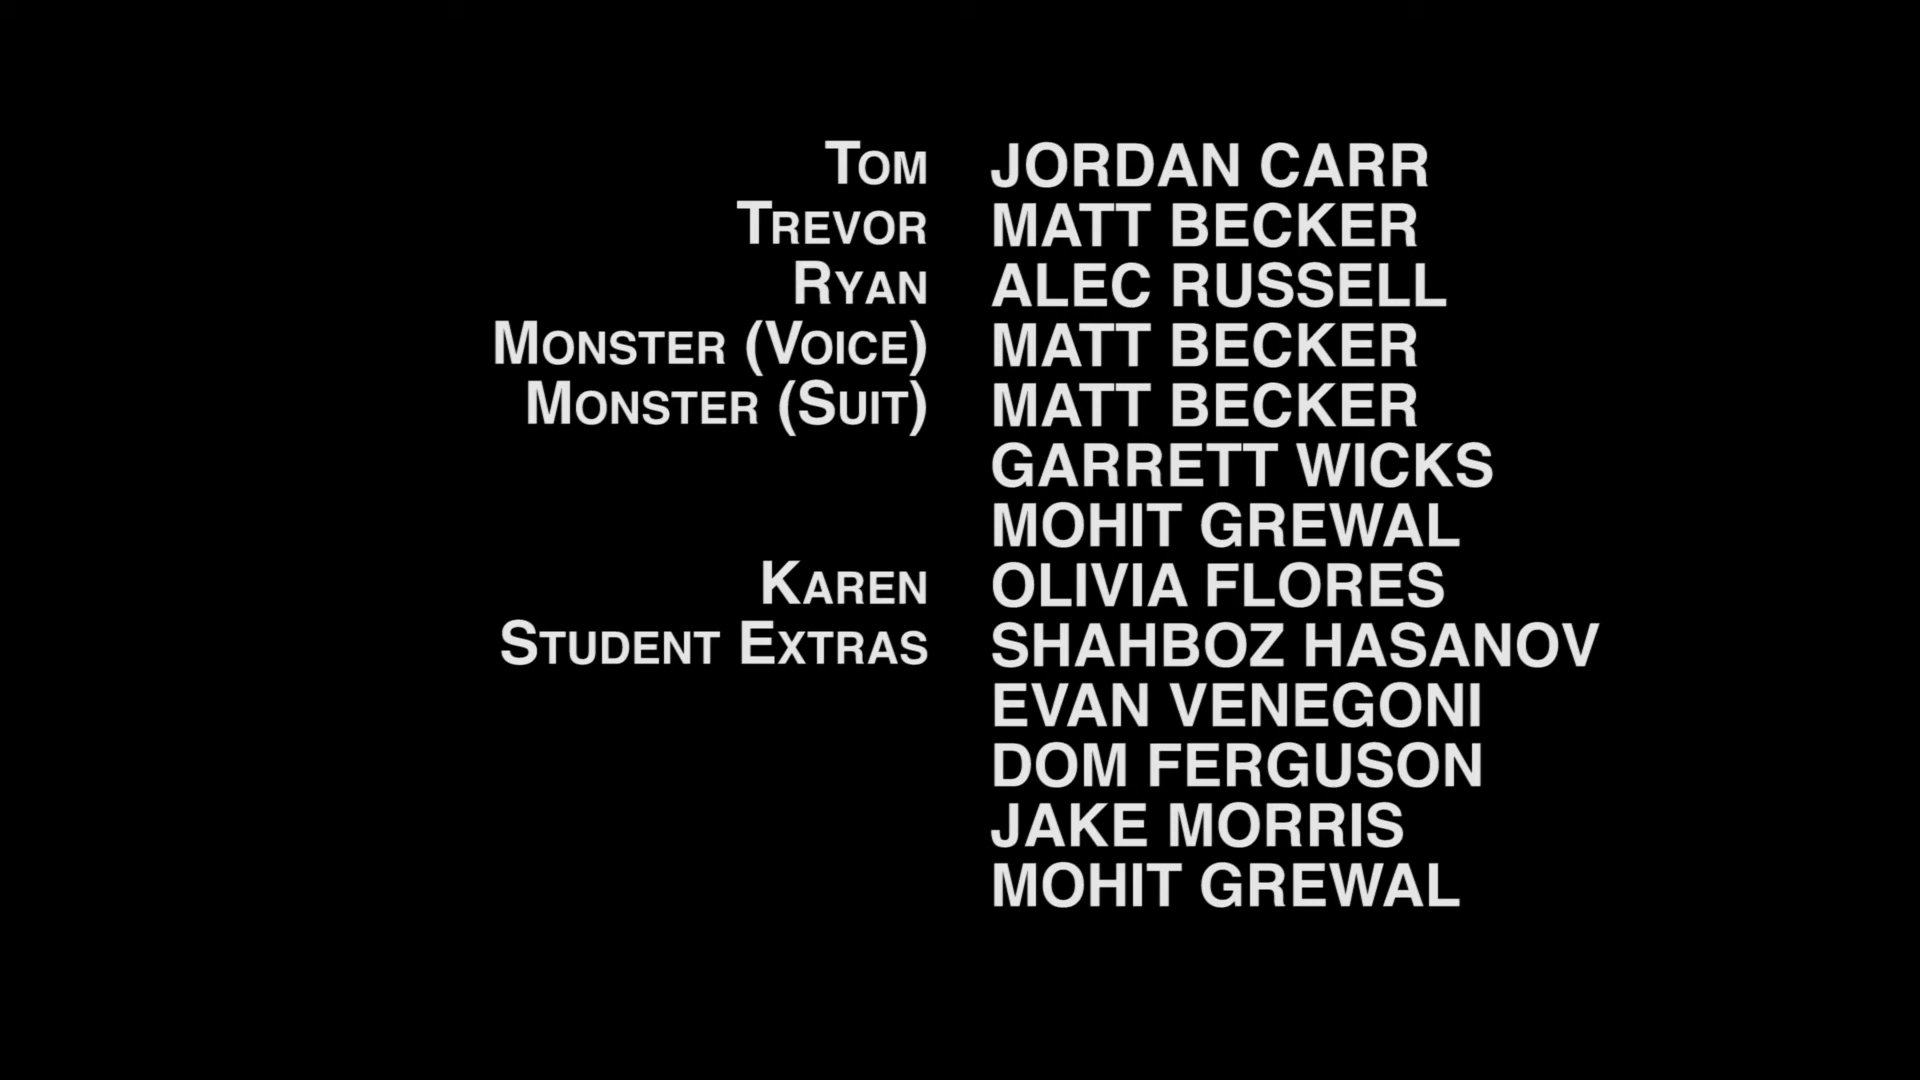 Tom JORDAN CARR
Trevor MATT BECKER
Ryan ALEC RUSSELL
Monster (Voice) MATT BECKER
Monster (Suit) MATT BECKER
GARRETT WICKS
MOHIT GREWAL
Karen OLIVIA FLORES
Student Extras SHAHBOZ HASANOV
EVAN VENEGONI
DOM FERGUSON
JAKE MORRIS
MOHIT GREWAL